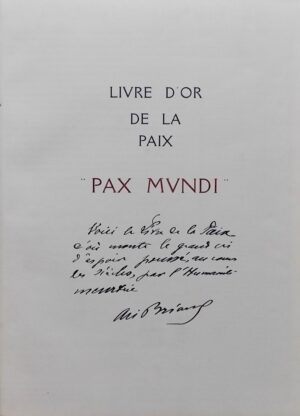 LIVRE D'OR
DE LA
PAIX
"PAX MVNDI"
Voici le Livre de la Paix
d'où monte le grand cri
d'espoir poussé, au cours
des siècles, par l'Humanité
meurtrie
Ari Briand